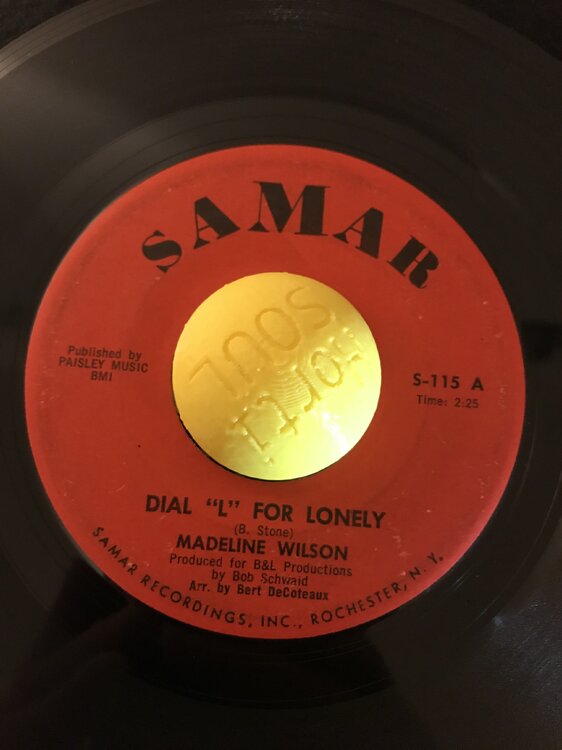 SAMAR
Published by
PAISLEY MUSIC
BMI
S-115 A
Time: 2:25
SOUL
DIAL "L" FOR LONELY
(B. Stone)
MADELINE WILSON
Produced for B&L Productions
by Bob Schwaid
Arr. by Bert DeCoteaux
SAMAR RECORDINGS, INC., ROCHESTER, N. Y.